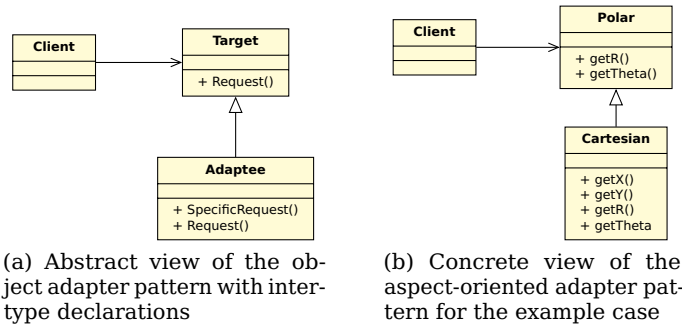 Client
Target
+ Request()
Adaptee
+ SpecificRequest()
+ Request()
(a) Abstract view of the ob-
ject adapter pattern with inter-
type declarations
Client
Polar
+ getR()
+ getTheta()
Cartesian
+ getX()
+ getY()
+ getR()
+ getTheta
(b) Concrete view of the
aspect-oriented adapter pat-
tern for the example case